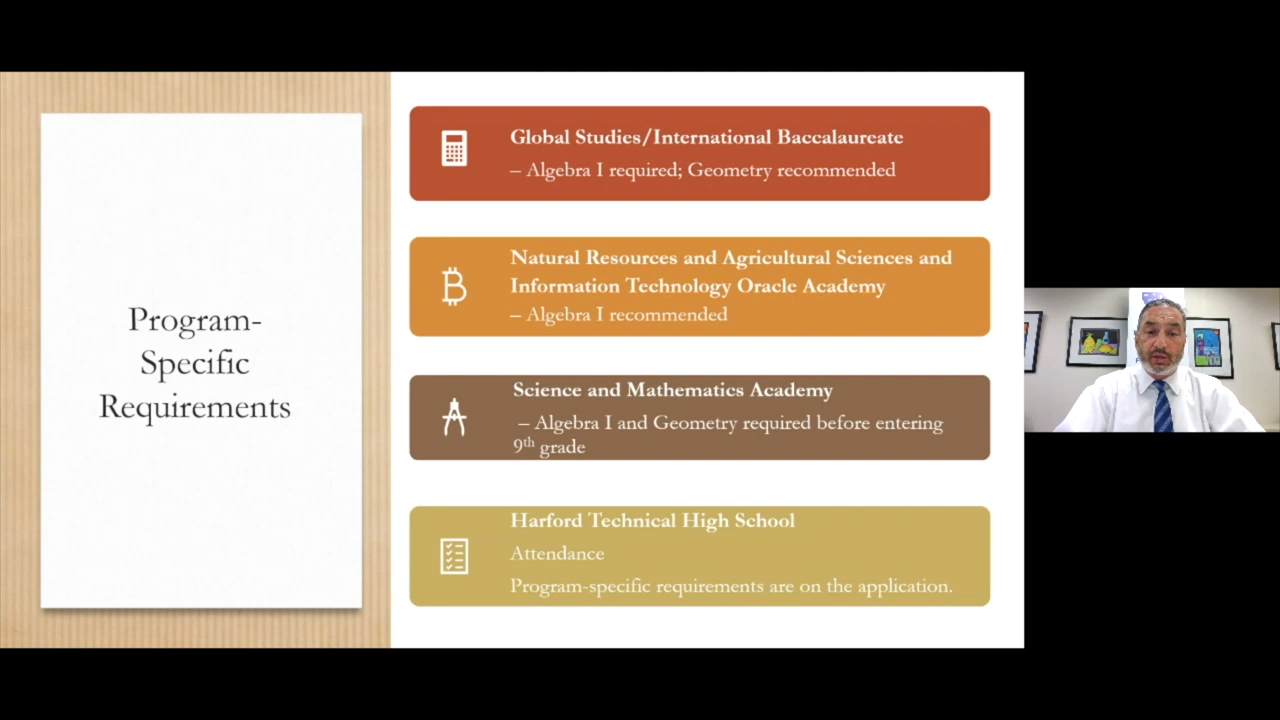 Program-
Specific
Requirements
Global Studies/International Baccalaureate
– Algebra I required; Geometry recommended
Natural Resources and Agricultural Sciences and
Information Technology Oracle Academy
– Algebra I recommended
Science and Mathematics Academy
– Algebra I and Geometry required before entering
9th grade
Harford Technical High School
Attendance
Program-specific requirements are on the application.